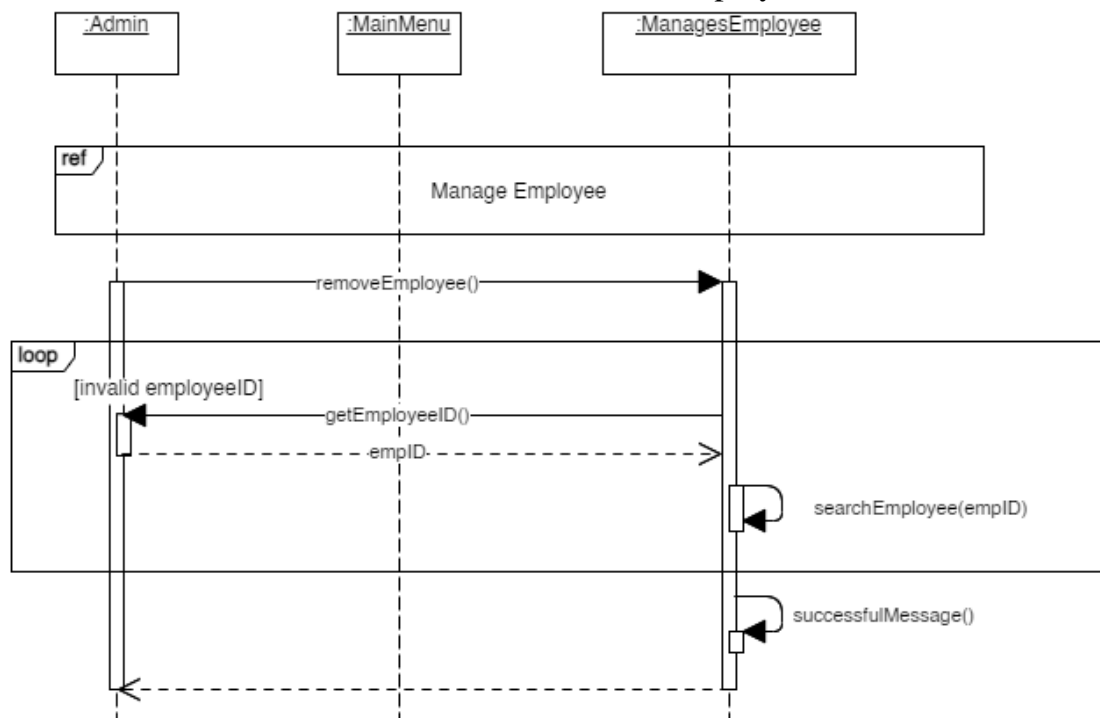 :Admin
:MainMenu
:ManagesEmployee
ref
Manage Employee
removeEmployee()
loop
[invalid employeeID]
getEmployeeID()
empID
searchEmployee(empID)
successfulMessage()